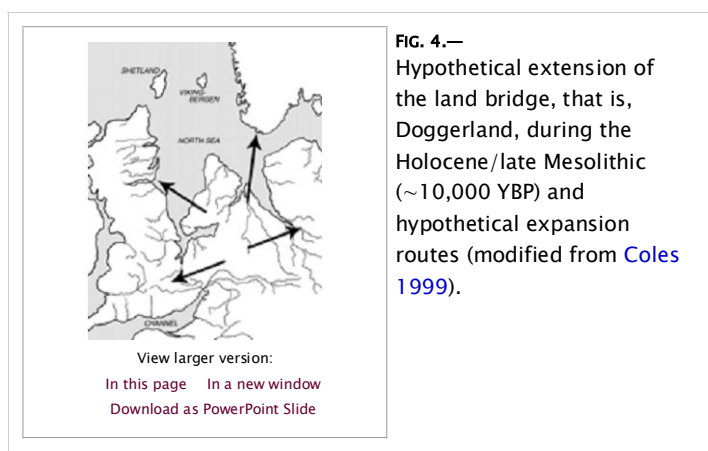 SHETLAND
VIKING-
BERGEN
NORTH SEA
CHANNEL
View larger version:
In this page In a new window
Download as PowerPoint Slide
FIG. 4.—
Hypothetical extension of
the land bridge, that is,
Doggerland, during the
Holocene/late Mesolithic
(∼10,000 YBP) and
hypothetical expansion
routes (modified from Coles
1999).